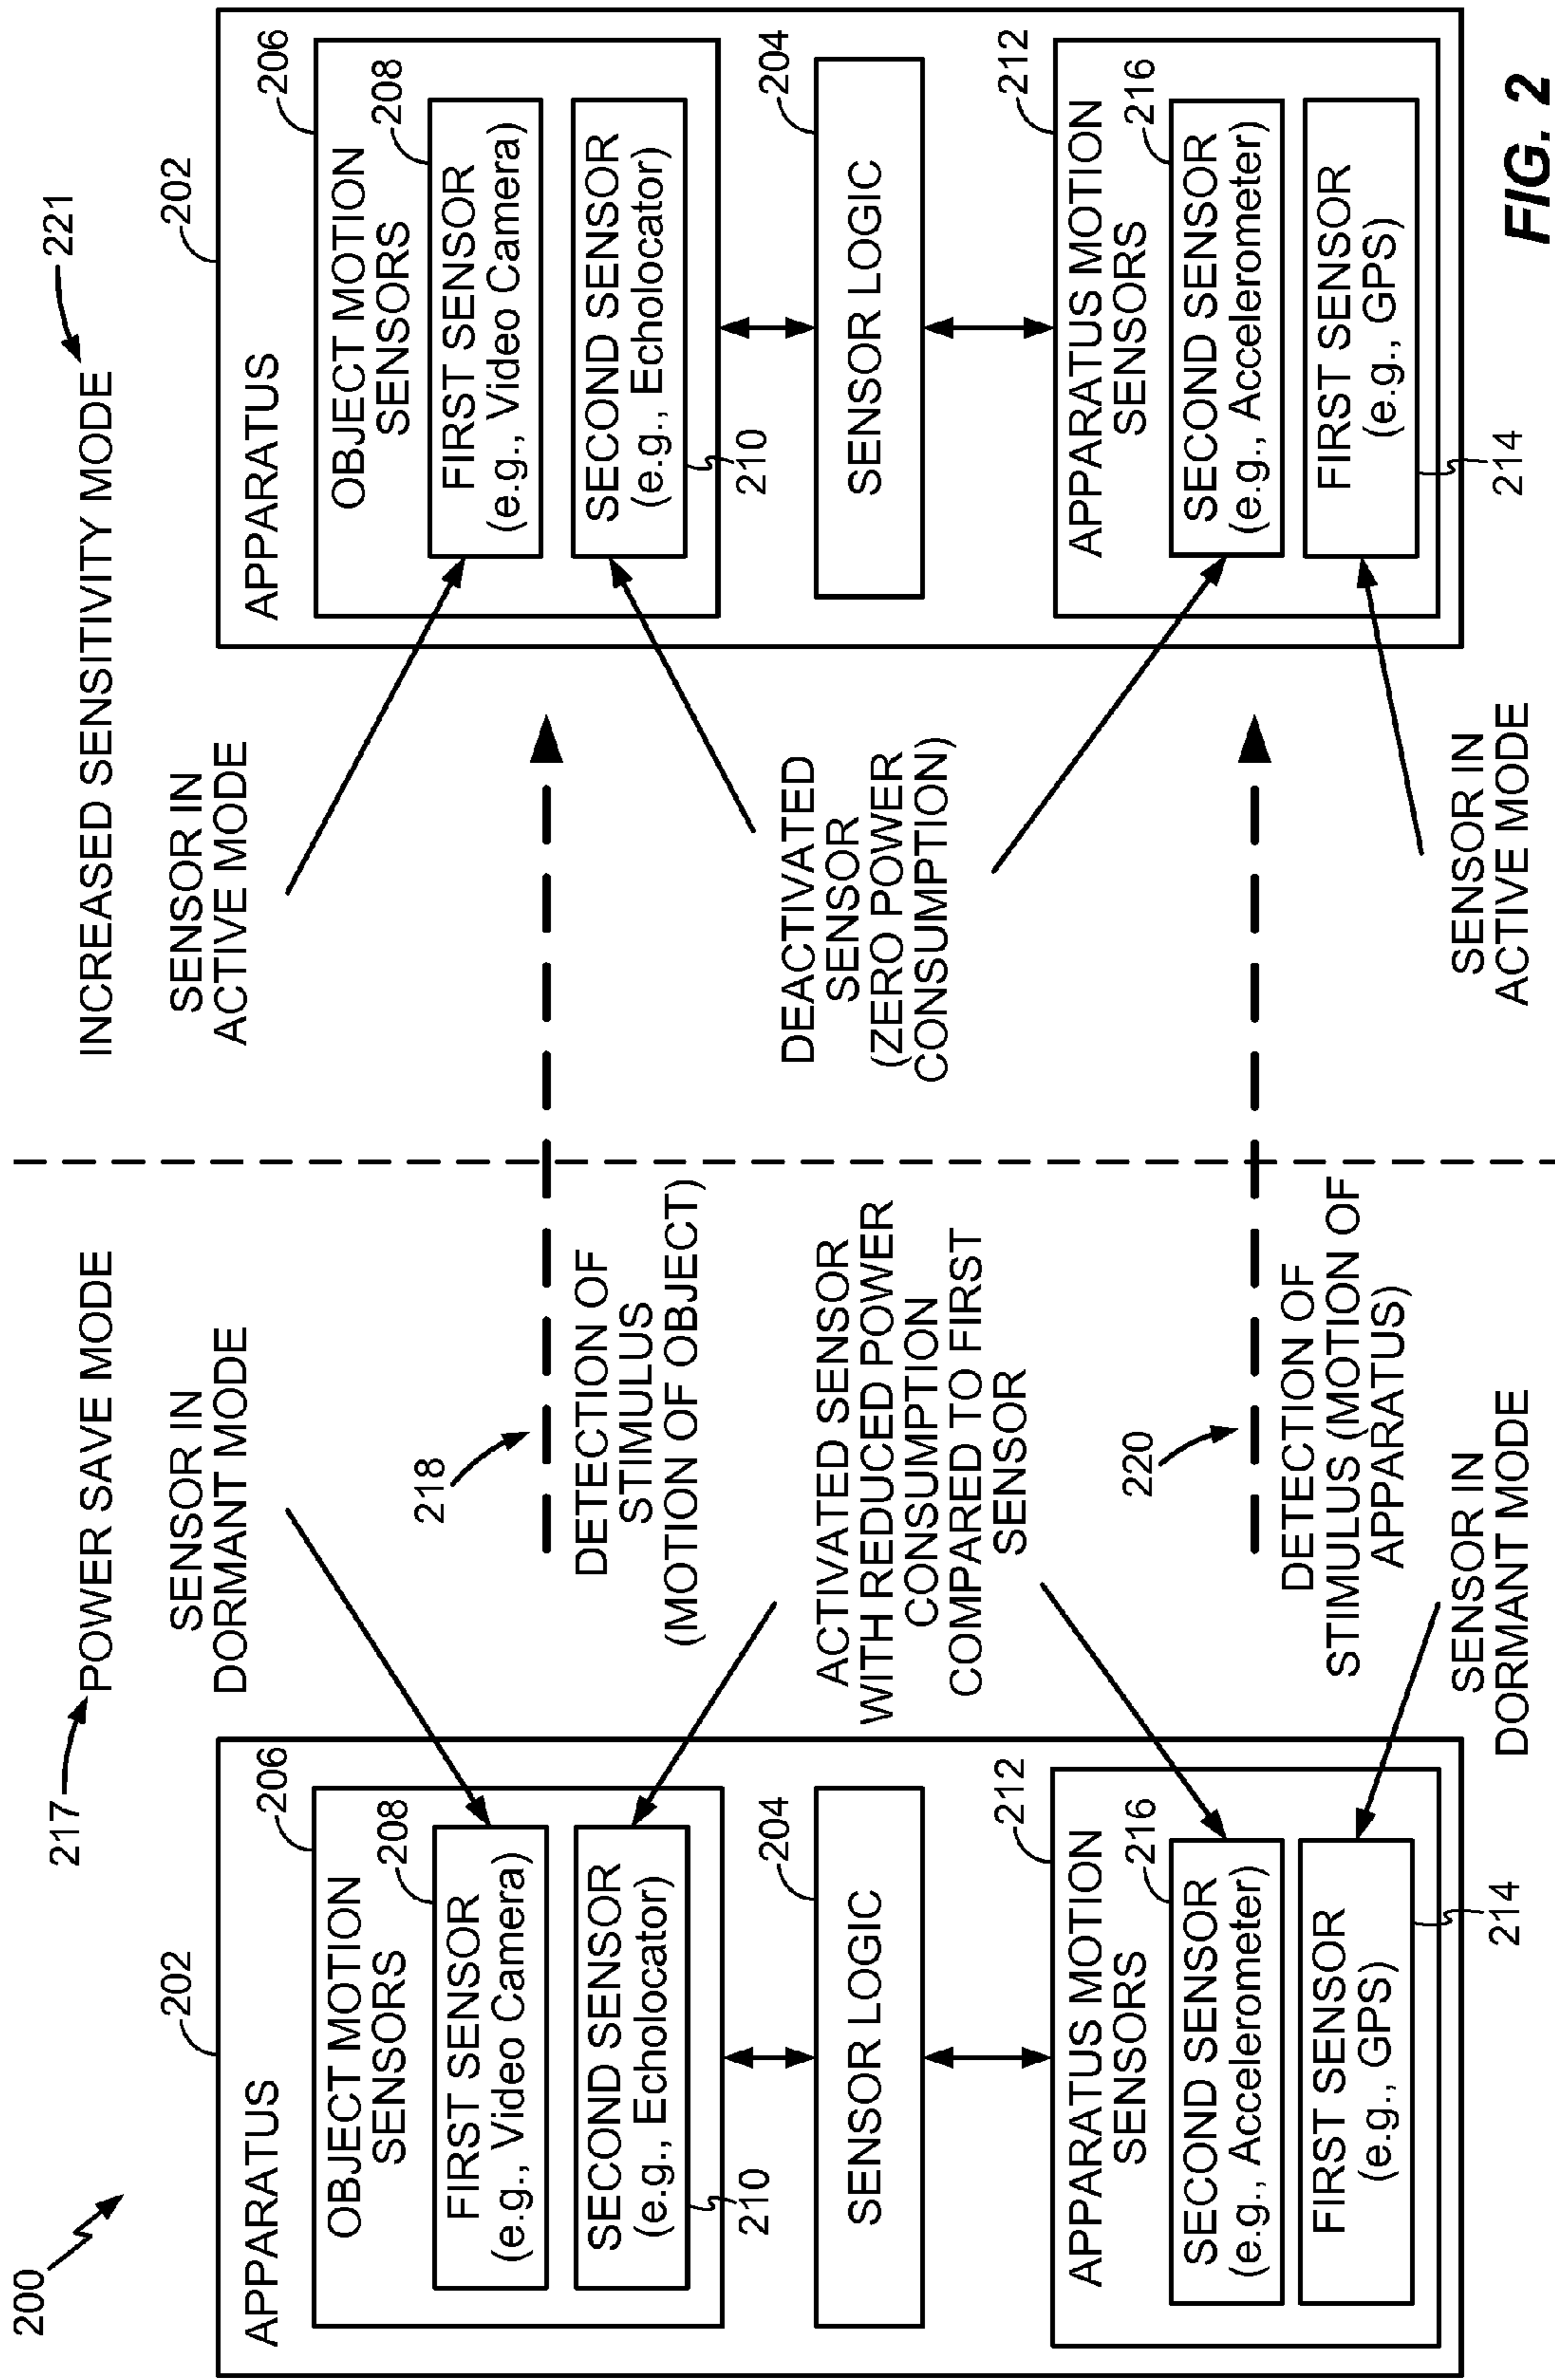 200
217
POWER SAVE MODE
202
APPARATUS
206
OBJECT MOTION
SENSORS
208
FIRST SENSOR
(e.g., Video Camera)
SECOND SENSOR
(e.g., Echolocator)
210
204
SENSOR LOGIC
212
APPARATUS MOTION
SENSORS
216
SECOND SENSOR
(e.g., Accelerometer)
FIRST SENSOR
(e.g., GPS)
214
SENSOR IN
DORMANT MODE
218
DETECTION OF
STIMULUS
(MOTION OF OBJECT)
ACTIVATED SENSOR
WITH REDUCED POWER
CONSUMPTION
COMPARED TO FIRST
SENSOR
220
DETECTION OF
STIMULUS (MOTION OF
APPARATUS)
SENSOR IN
DORMANT MODE
INCREASED SENSITIVITY MODE
221
SENSOR IN
ACTIVE MODE
DEACTIVATED
SENSOR
(ZERO POWER
CONSUMPTION)
SENSOR IN
ACTIVE MODE
202
APPARATUS
206
OBJECT MOTION
SENSORS
208
FIRST SENSOR
(e.g., Video Camera)
SECOND SENSOR
(e.g., Echolocator)
210
204
SENSOR LOGIC
212
APPARATUS MOTION
SENSORS
216
SECOND SENSOR
(e.g., Accelerometer)
FIRST SENSOR
(e.g., GPS)
214
FIG. 2